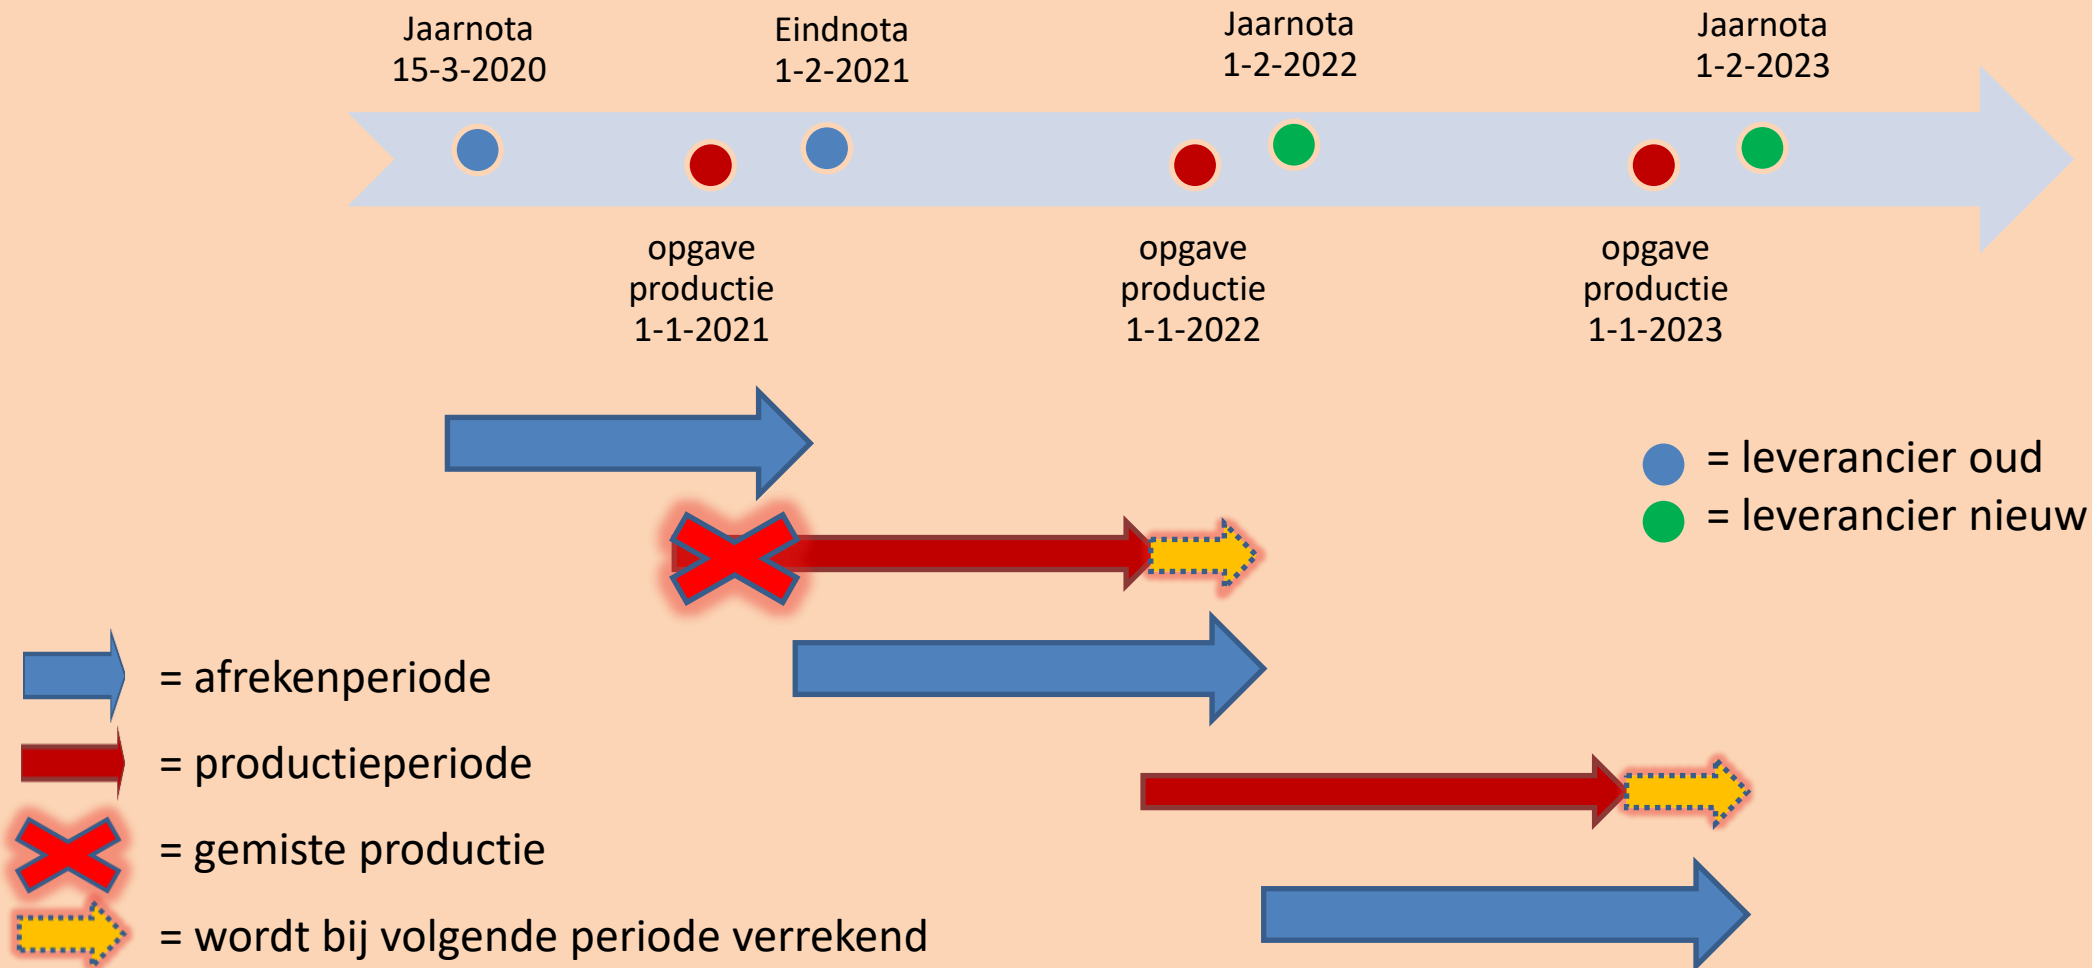 Jaarnota
15-3-2020
Eindnota
1-2-2021
Jaarnota
1-2-2022
Jaarnota
1-2-2023
opgave
productie
1-1-2021
opgave
productie
1-1-2022
opgave
productie
1-1-2023
= leverancier oud
= leverancier nieuw
= afrekenperiode
= productieperiode
= gemiste productie
= wordt bij volgende periode verrekend